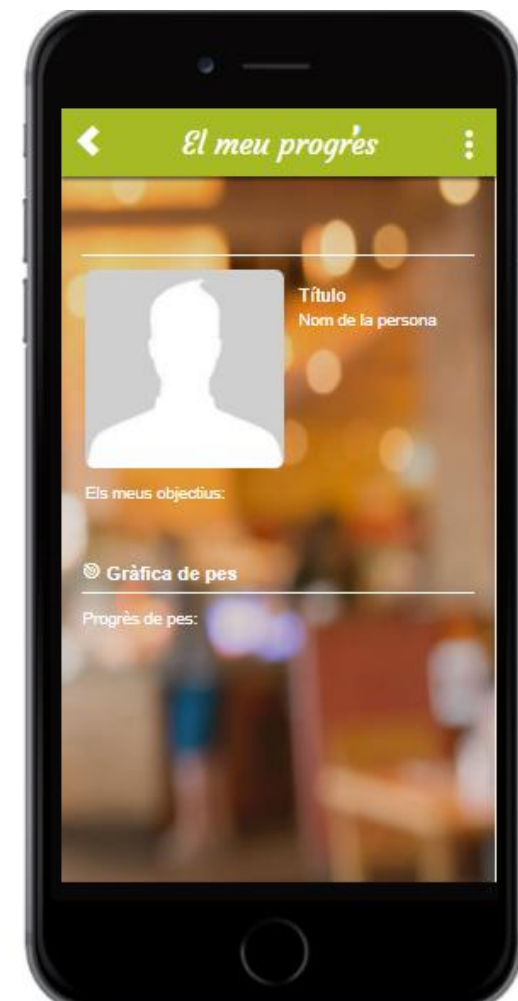 El meu progrés
Título
Nom de la persona
Els meus objectius:
Gràfica de pes
Progrès de pes: